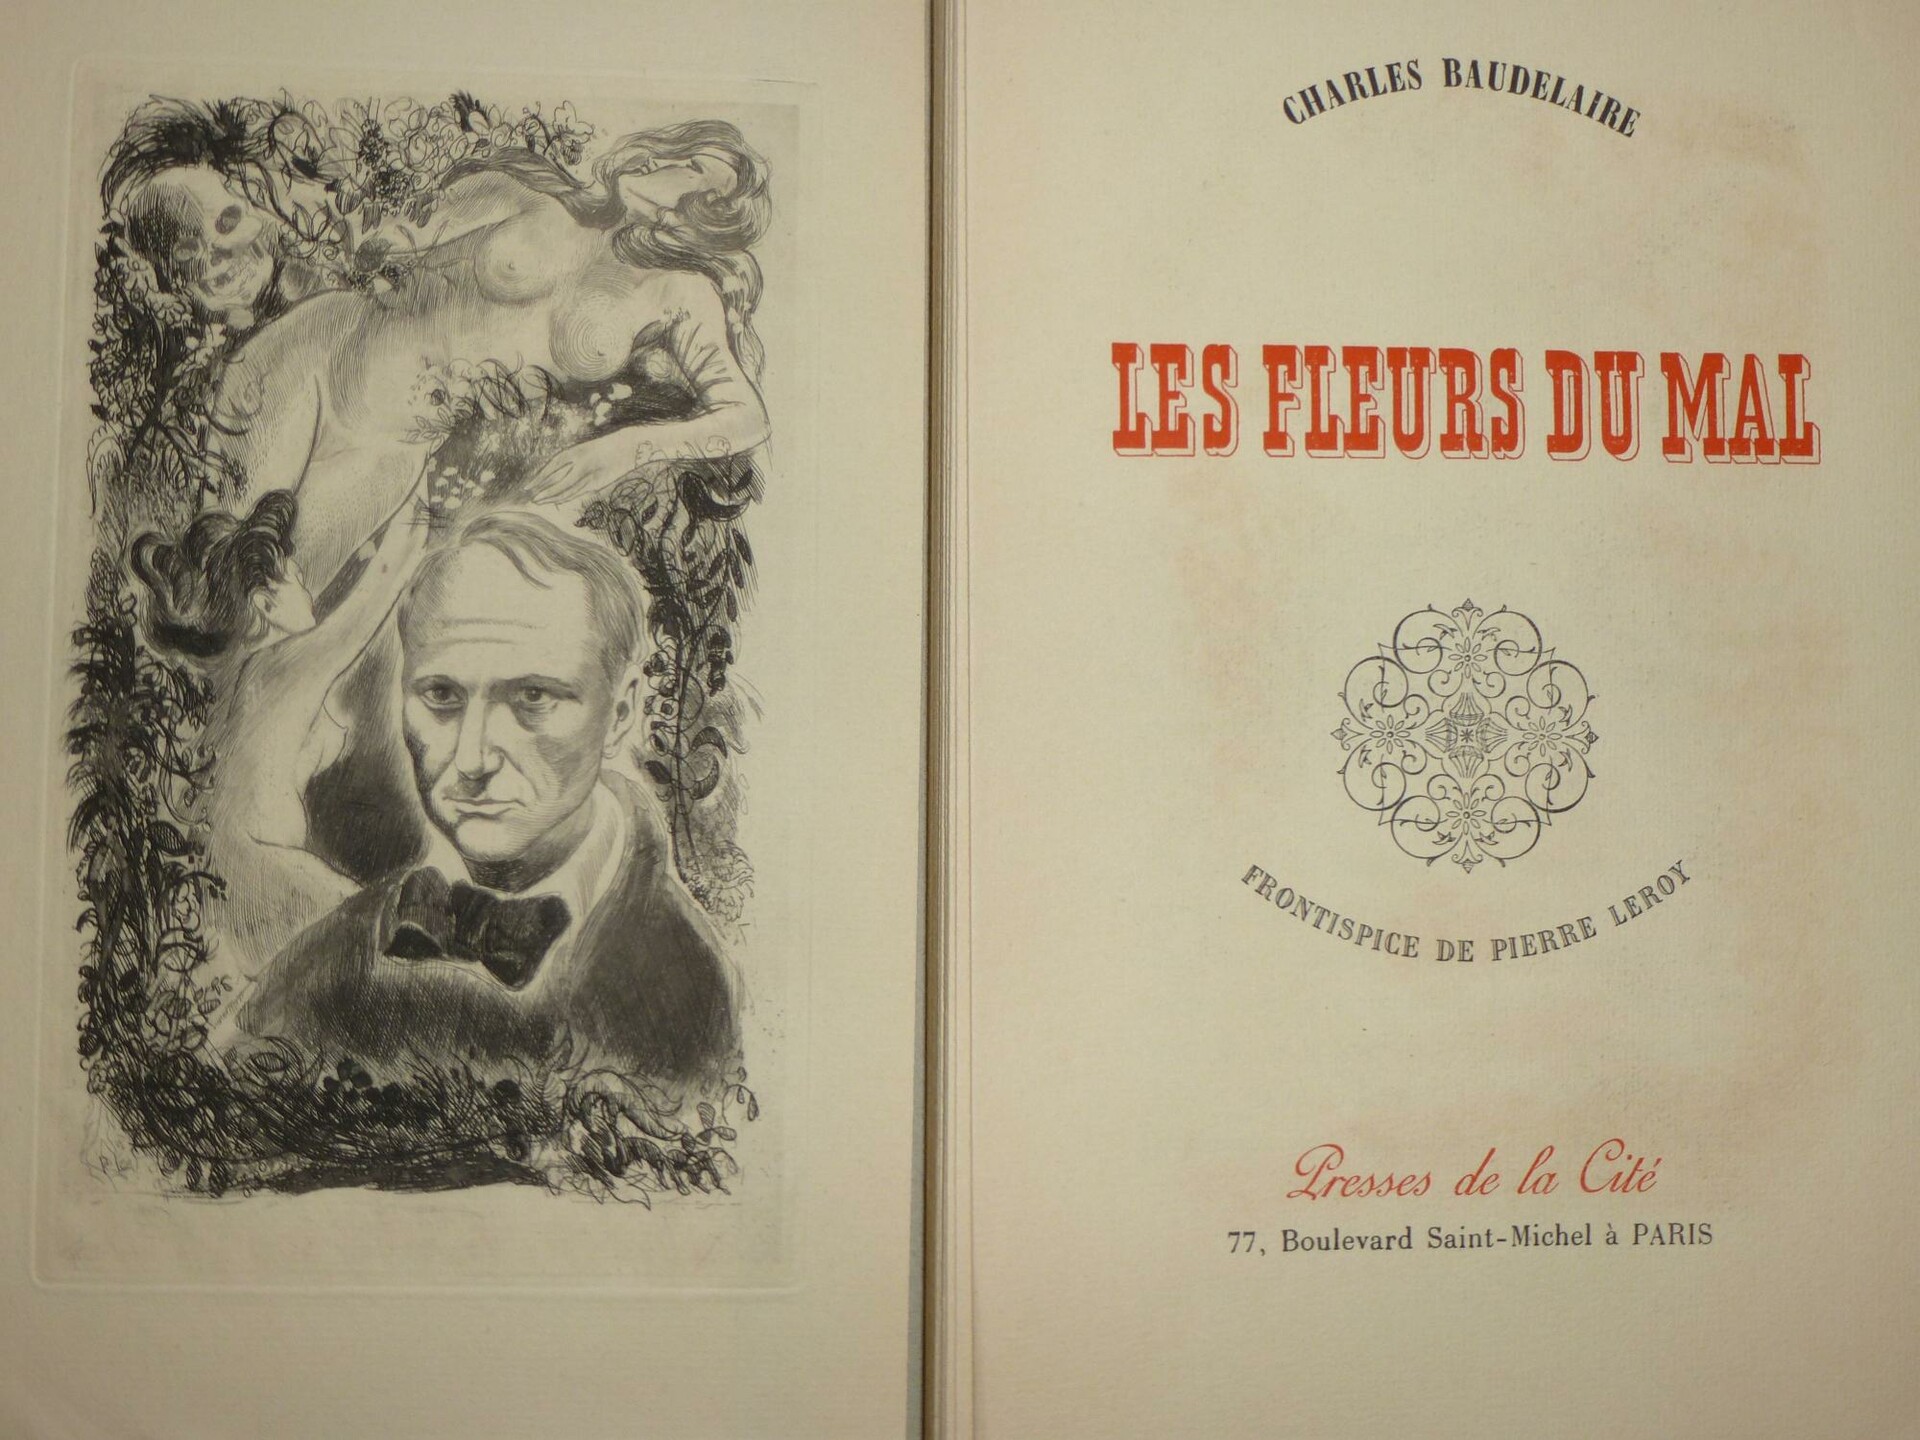 CHARLES BAUDELAIRE
LES FLEURS DU MAL
FRONTISPICE DE PIERRE LEROY
Presses de la Cité
77, Boulevard Saint-Michel à PARIS